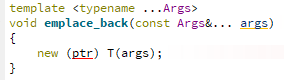 template <typename ...Args>
void emplace_back(const Args&... args)
{
    new (ptr) T(args);
}